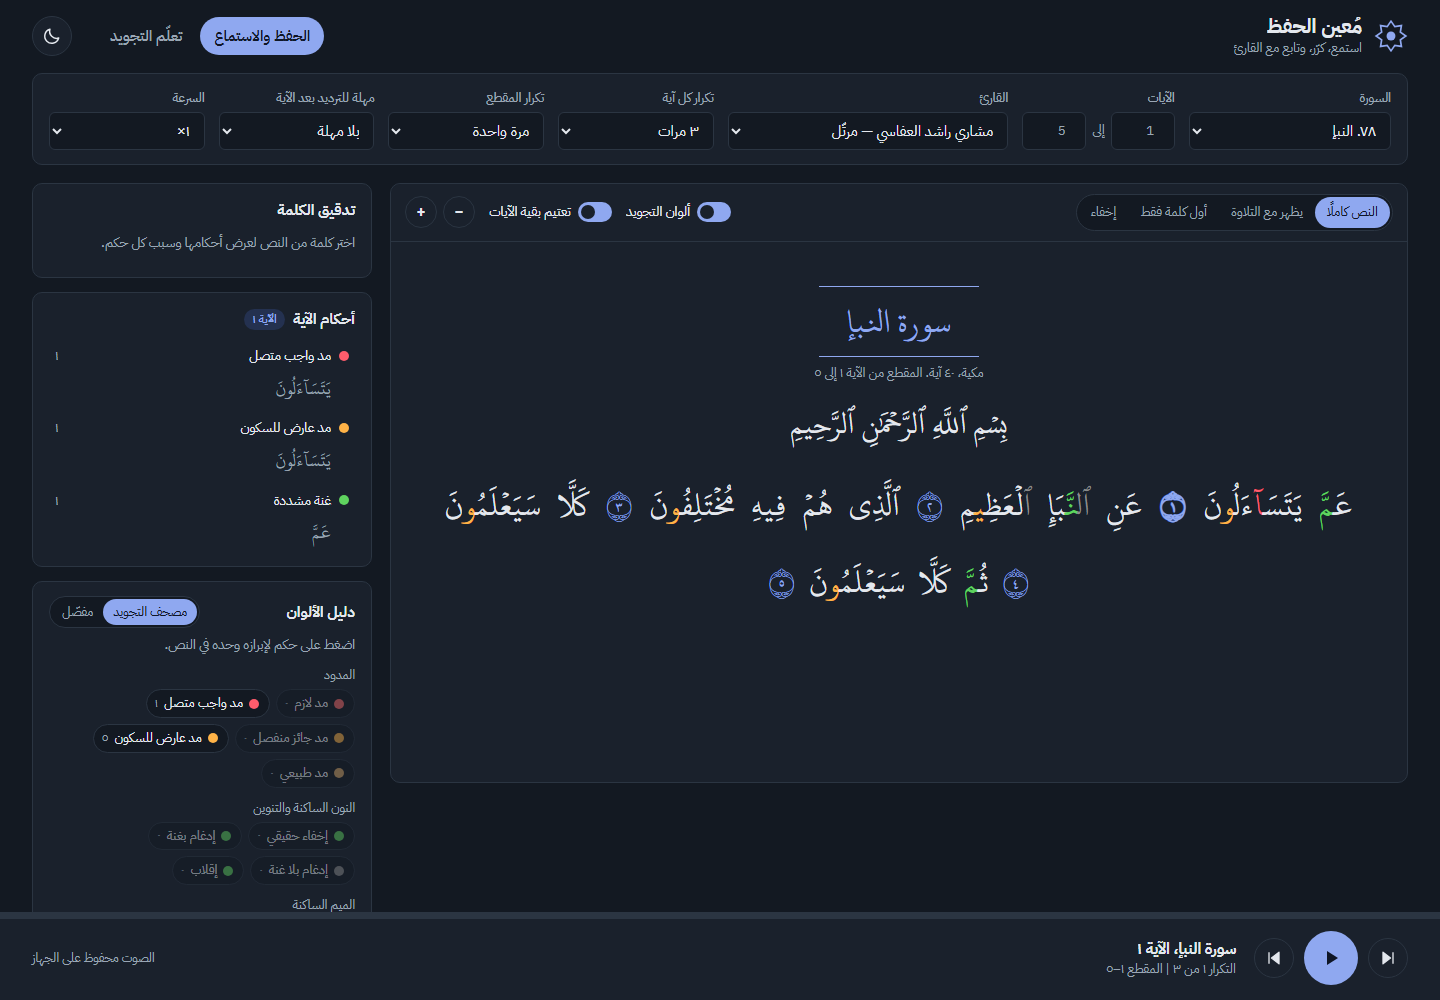 مُعين الحفظ
استمع، كرّر، وتابع مع القارئ
الحفظ والاستماع
تعلّم التجويد
السورة
الآيات
القارئ
تكرار كل آية
تكرار المقطع
مهلة للترديد بعد الآية
السرعة
٧٨. النبإ
1 إلى 5
مشاري راشد العفاسي — مرتّل
٣ مرات
مرة واحدة
بلا مهلة
١×
النص كاملًا
يظهر مع التلاوة
أول كلمة فقط
إخفاء
ألوان التجويد
تعتيم بقية الآيات
−
+
سورة النبإ
مكية، ٤٠ آية. المقطع من الآية ١ إلى ٥
بِسۡمِ ٱللَّهِ ٱلرَّحۡمَٰنِ ٱلرَّحِيمِ
عَمَّ يَتَسَآءَلُونَ ١ عَنِ ٱلنَّبَإِ ٱلۡعَظِيمِ ٢ ٱلَّذِى هُمۡ فِيهِ مُخۡتَلِفُونَ ٣ كَلَّا سَيَعۡلَمُونَ
٤ ثُمَّ كَلَّا سَيَعۡلَمُونَ ٥
تدقيق الكلمة
اختر كلمة من النص لعرض أحكامها وسبب كل حكم.
أحكام الآية
الآية ١
مد واجب متصل ١
يَتَسَآءَلُونَ
مد عارض للسكون ١
يَتَسَآءَلُونَ
غنة مشددة ١
عَمَّ
دليل الألوان
مصحف التجويد
مفصّل
اضغط على حكم لإبرازه وحده في النص.
المدود
مد لازم ٠
مد واجب متصل ١
مد جائز منفصل ٠
مد عارض للسكون ٥
مد طبيعي ٠
النون الساكنة والتنوين
إخفاء حقيقي ٠
إدغام بغنة ٠
إدغام بلا غنة ٠
إقلاب ٠
الميم الساكنة
سورة النبإ، الآية ١
التكرار ١ من ٣ | المقطع ١–٥
الصوت محفوظ على الجهاز